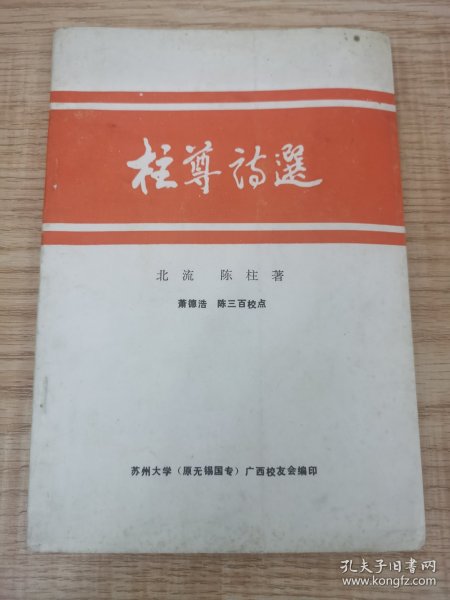 柱尊诗選
北流 陈柱著
萧德浩 陈三百校点
苏州大学（原无锡国专）广西校友会编印
孔夫子旧书网
www.kongfz.com